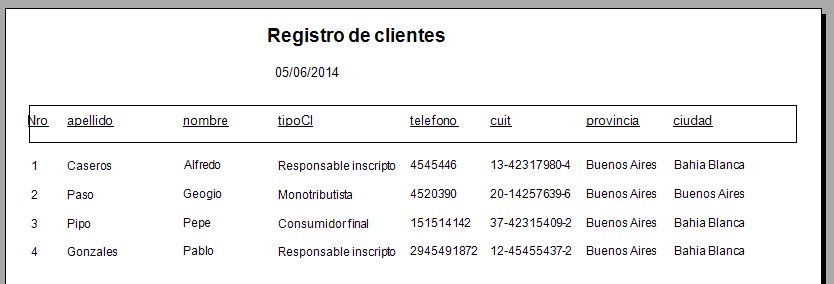 Registro de clientes
05/06/2014
Nro apellido nombre tipoCl telefono cuit provincia ciudad
1 Caseros Alfredo Responsable inscripto 4545446 13-42317980-4 Buenos Aires Bahia Blanca
2 Paso Geogio Monotributista 4520390 20-14257639-6 Buenos Aires Buenos Aires
3 Pipo Pepe Consumidor final 151514142 37-42315409-2 Buenos Aires Bahia Blanca
4 Gonzales Pablo Responsable inscripto 2945491872 12-45455437-2 Buenos Aires Bahia Blanca